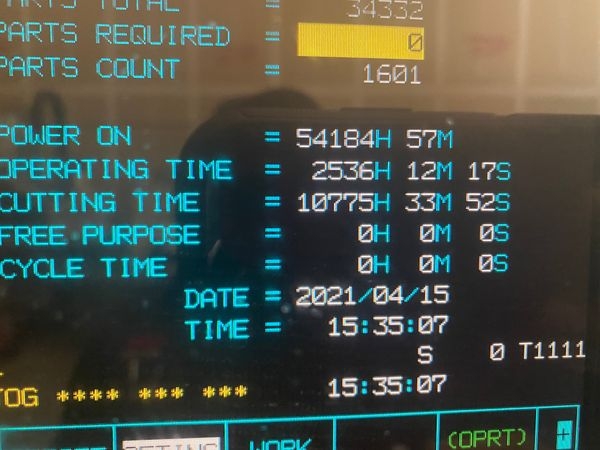 PARTS TOTAL = 34332
PARTS REQUIRED = 0
PARTS COUNT = 1601
POWER ON = 54184H 57M
OPERATING TIME = 2536H 12M 17S
CUTTING TIME = 10775H 33M 52S
FREE PURPOSE = 0H 0M 0S
CYCLE TIME = 0H 0M 0S
DATE = 2021/04/15
TIME = 15:35:07
S 0 T1111
JOG **** *** *** 15:35:07
WORK (OPRT) +